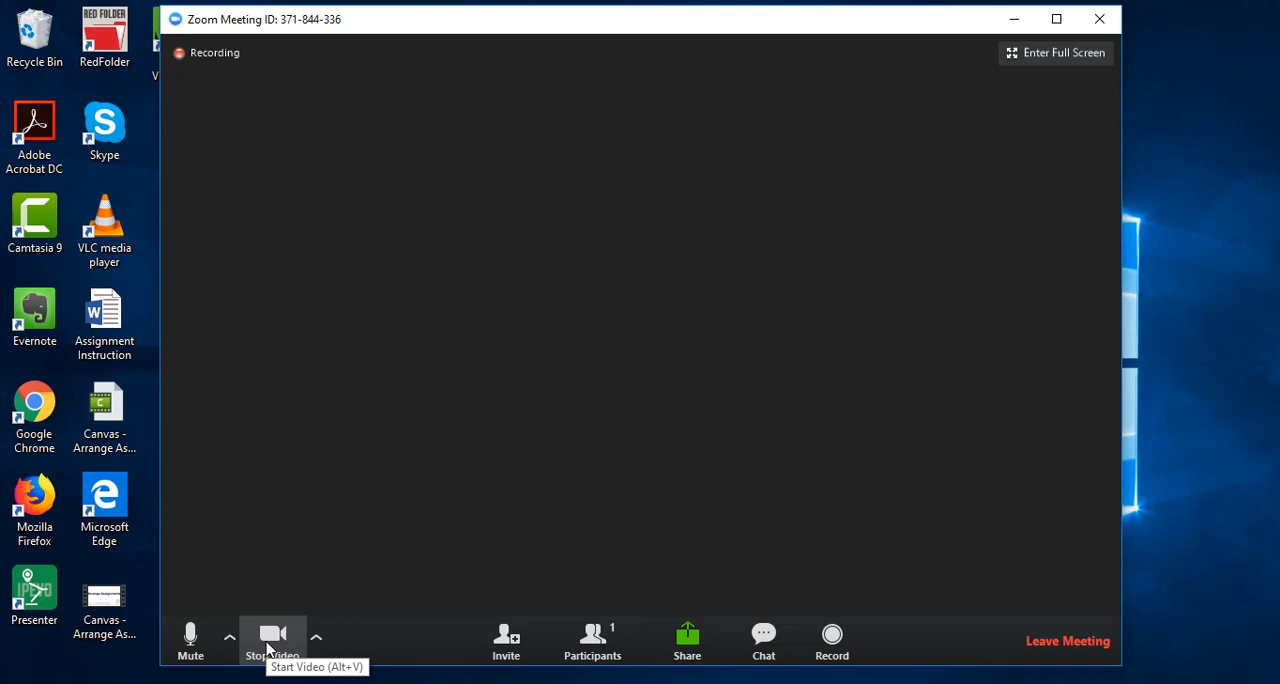 Zoom Meeting ID: 371-844-336
Recording
Enter Full Screen
Recycle Bin
RED FOLDER
RedFolder
V
Adobe
Acrobat DC
Skype
Camtasia 9
VLC media
player
Evernote
Assignment
Instruction
Google
Chrome
Canvas -
Arrange As...
Mozilla
Firefox
Microsoft
Edge
IPEVO
Presenter
Canvas -
Arrange As...
Mute
Stop Video
Start Video (Alt+V)
Invite
1
Participants
Share
Chat
Record
Leave Meeting